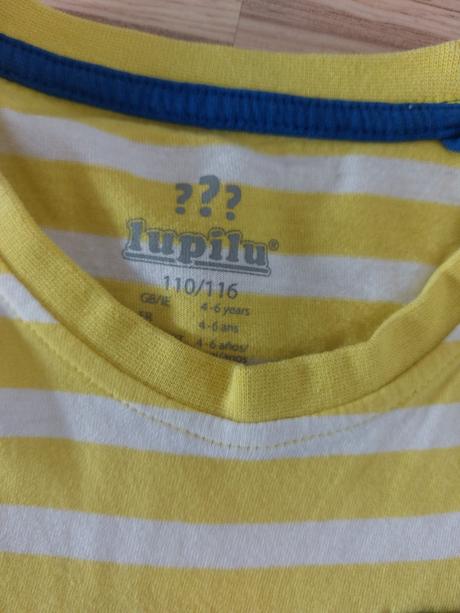 ???
lupilu®
110/116
GB/IE 4-6 years
FR 4-6 ans
4-6 años/